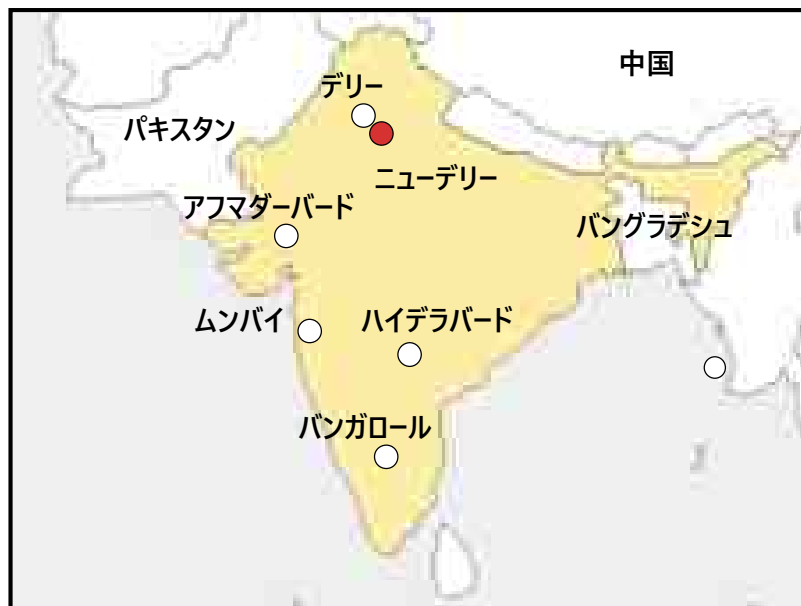 中国
デリー
パキスタン
ニューデリー
アフマダーバード
バングラデシュ
ムンバイ
ハイデラバード
バンガロール